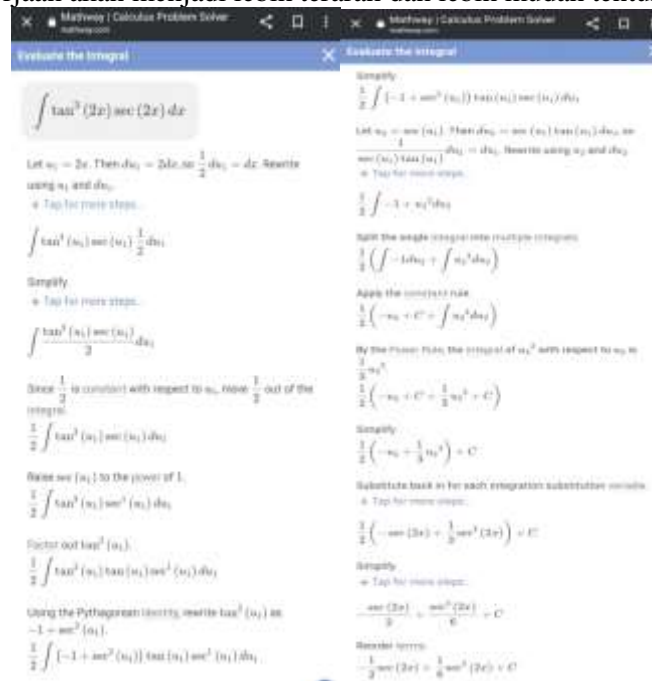 jaan akan menjadi lebih terarah dan lebih mudah
Mathway | Calculus Problem Solver
mathway.com
Evaluate the Integral
∫ tan³ (2x) sec (2x) dx
Let u₁ = 2x. Then du₁ = 2dx, so 1/2 du₁ = dx. Rewrite
using u₁ and du₁.
Tap for more steps...
∫ tan³ (u₁) sec (u₁) 1/2 du₁
Simplify
Tap for more steps...
∫ tan³ (u₁) sec (u₁) / 2 du₁
Since 1/2 is constant with respect to u₁, move 1/2 out of the
integral.
1/2 ∫ tan³ (u₁) sec (u₁) du₁
Raise sec (u₁) to the power of 1.
1/2 ∫ tan³ (u₁) sec¹ (u₁) du₁
Factor out tan² (u₁).
1/2 ∫ tan² (u₁) tan (u₁) sec¹ (u₁) du₁
Using the Pythagorean Identity, rewrite tan² (u₁) as
−1 + sec² (u₁).
1/2 ∫ (−1 + sec² (u₁)) tan (u₁) sec¹ (u₁) du₁
Mathway | Calculus Problem Solver
mathway.com
Evaluate the Integral
Simplify
1/2 ∫ (−1 + sec² (u₁)) tan (u₁) sec (u₁) du₁
Let u₂ = sec (u₁). Then du₂ = sec (u₁) tan (u₁) du₁, so
1 / sec (u₁) tan (u₁) du₂ = du₁. Rewrite using u₂ and du₂
Tap for more steps...
1/2 ∫ −1 + u₂² du₂
Split the single integral into multiple integrals.
1/2 (∫ −1du₂ + ∫ u₂² du₂)
Apply the constant rule
1/2 (−u₂ + C + ∫ u₂² du₂)
By the Power Rule, the integral of u₂² with respect to u₂ is
1/3 u₂³.
1/2 (−u₂ + C + 1/3 u₂³ + C)
Simplify
1/2 (−u₂ + 1/3 u₂³) + C
Substitute back in for each integration substitution variable.
Tap for more steps...
1/2 (−sec (2x) + 1/3 sec³ (2x)) + C
Simplify
Tap for more steps...
−sec (2x) / 2 + sec³ (2x) / 6 + C
Reorder terms.
−1/2 sec (2x) + 1/6 sec³ (2x) + C